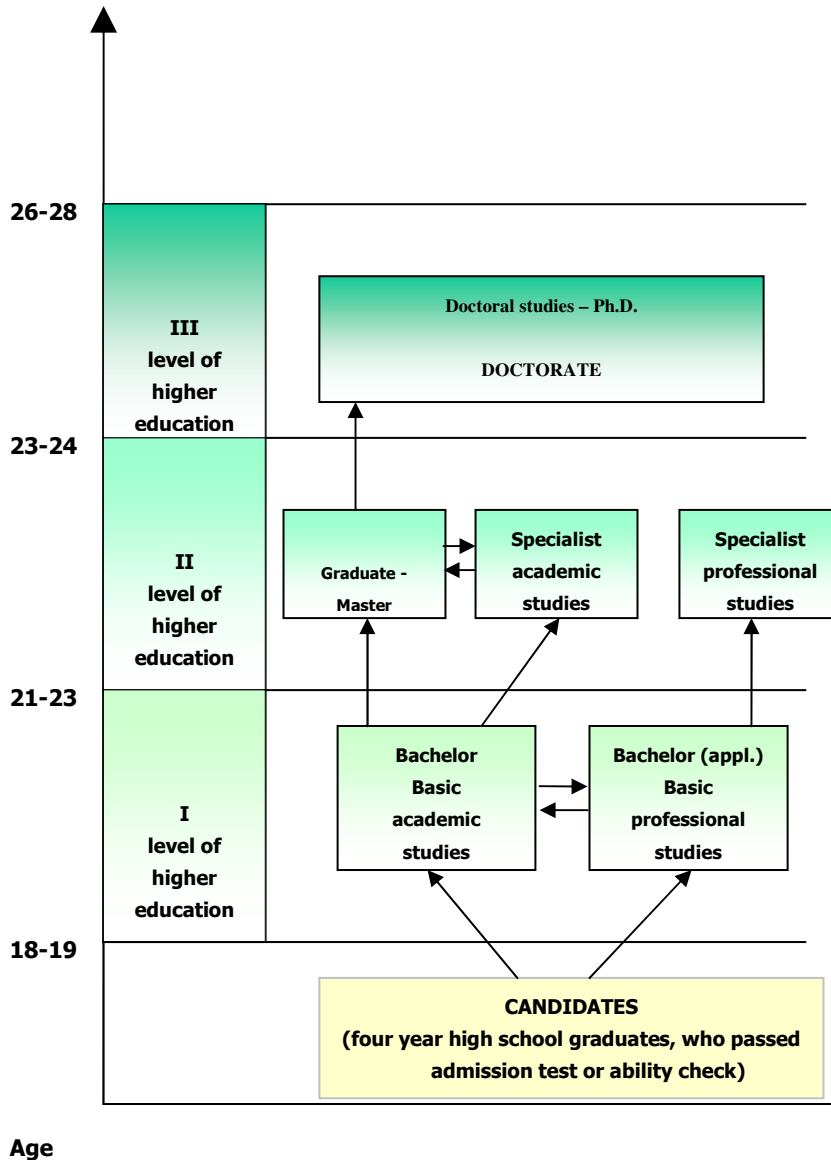 26-28
III
level of
higher
education
Doctoral studies – Ph.D.
DOCTORATE
23-24
II
level of
higher
education
Graduate -
Master
Specialist
academic
studies
Specialist
professional
studies
21-23
I
level of
higher
education
Bachelor
Basic
academic
studies
Bachelor (appl.)
Basic
professional
studies
18-19
CANDIDATES
(four year high school graduates, who passed
admission test or ability check)
Age